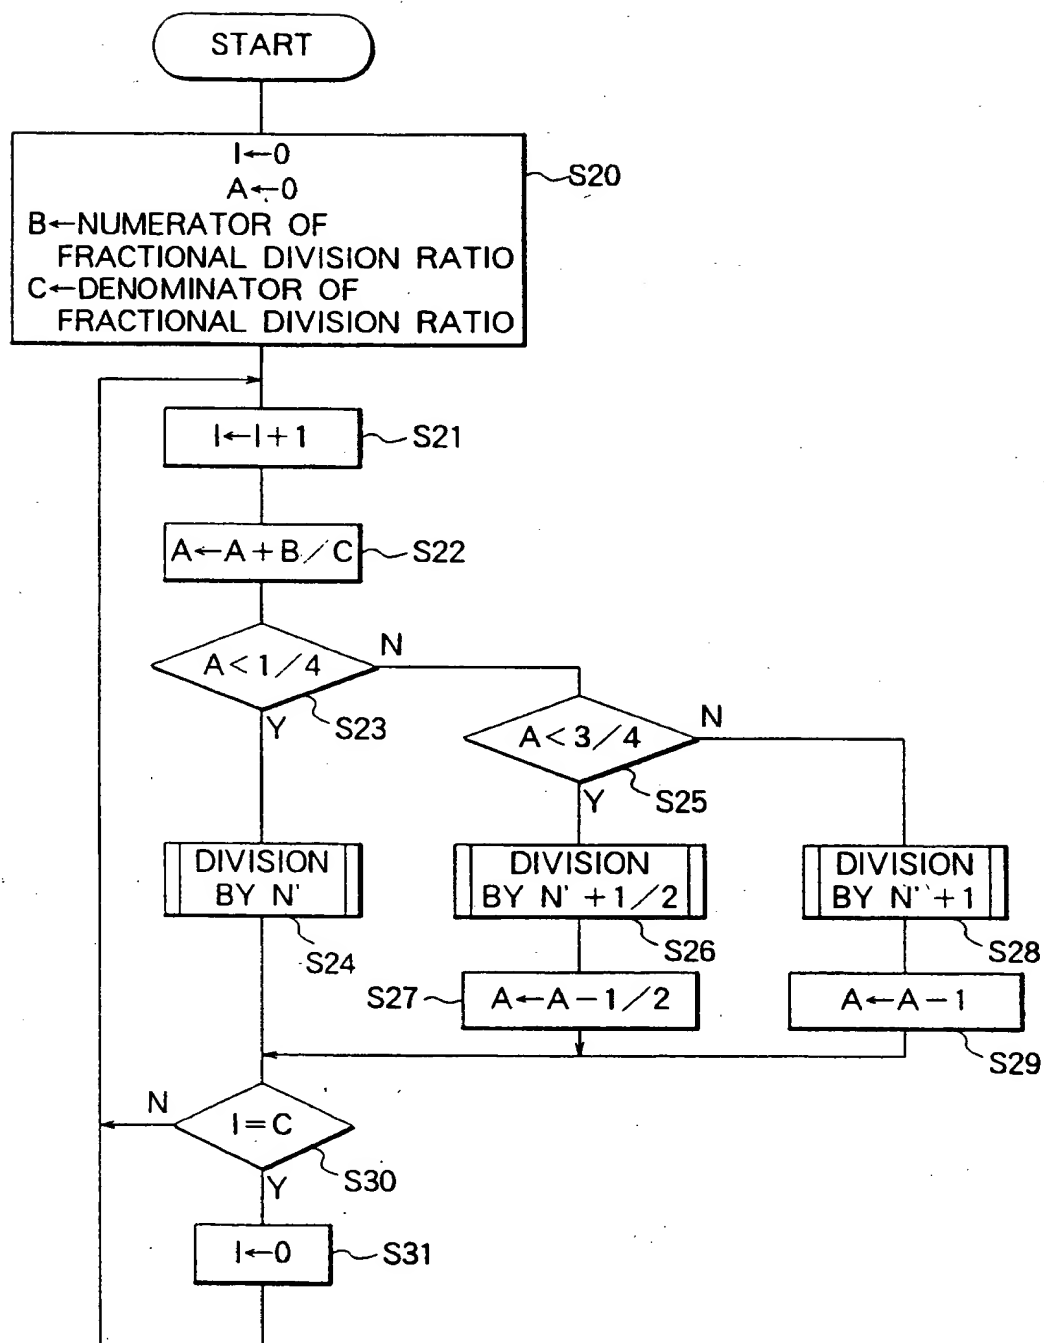 START
I←0
A←0
B←NUMERATOR OF
FRACTIONAL DIVISION RATIO
C←DENOMINATOR OF
FRACTIONAL DIVISION RATIO
S20
I←I+1
S21
A←A+B/C
S22
A<1/4
N
Y
S23
A<3/4
N
Y
S25
DIVISION
BY N'
S24
DIVISION
BY N'+1/2
S26
DIVISION
BY N'+1
S28
S27
A←A-1/2
A←A-1
S29
N
I=C
Y
S30
I←0
S31